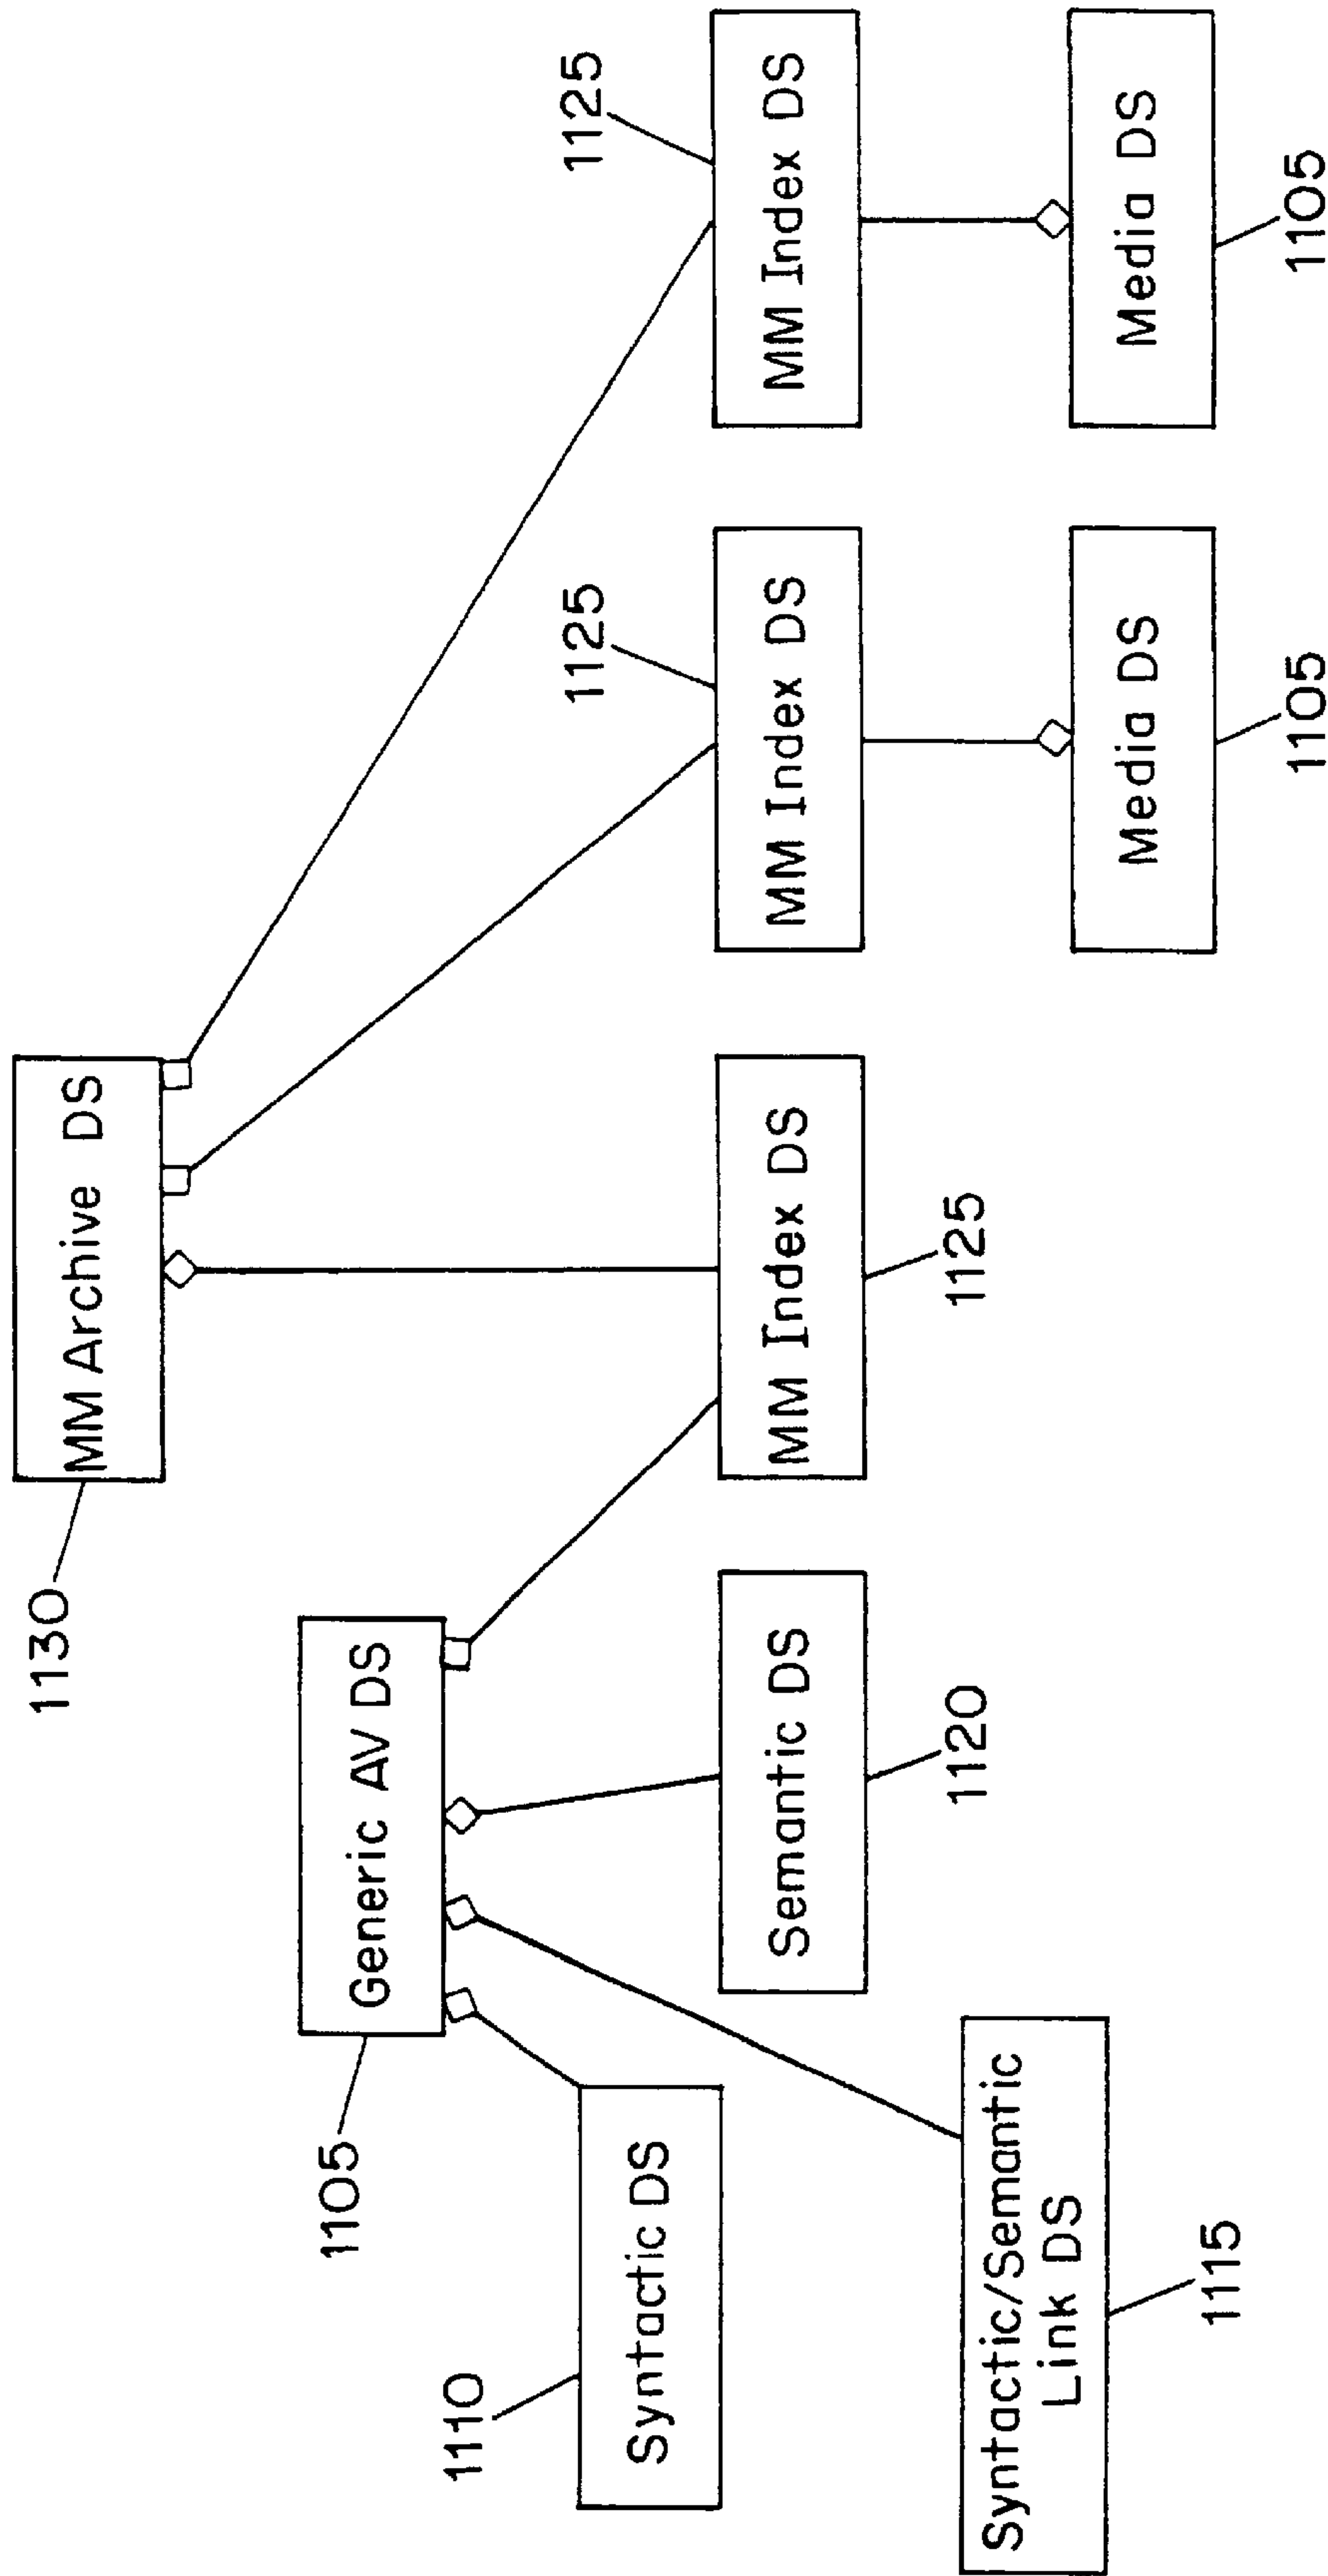 1130
MM Archive DS
1105
Generic AV DS
1110
Syntactic DS
1125
1125
Semantic DS
MM Index DS
MM Index DS
MM Index DS
1120
1125
Syntactic/Semantic
Link DS
Media DS
Media DS
1115
1105
1105